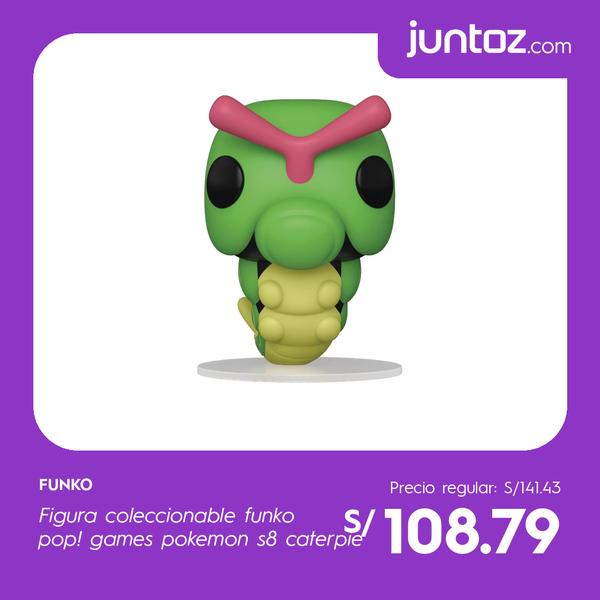 juntoz.com
FUNKO
Figura coleccionable funko
pop! games pokemon s8 caterpie
Precio regular: S/141.43
S/ 108.79